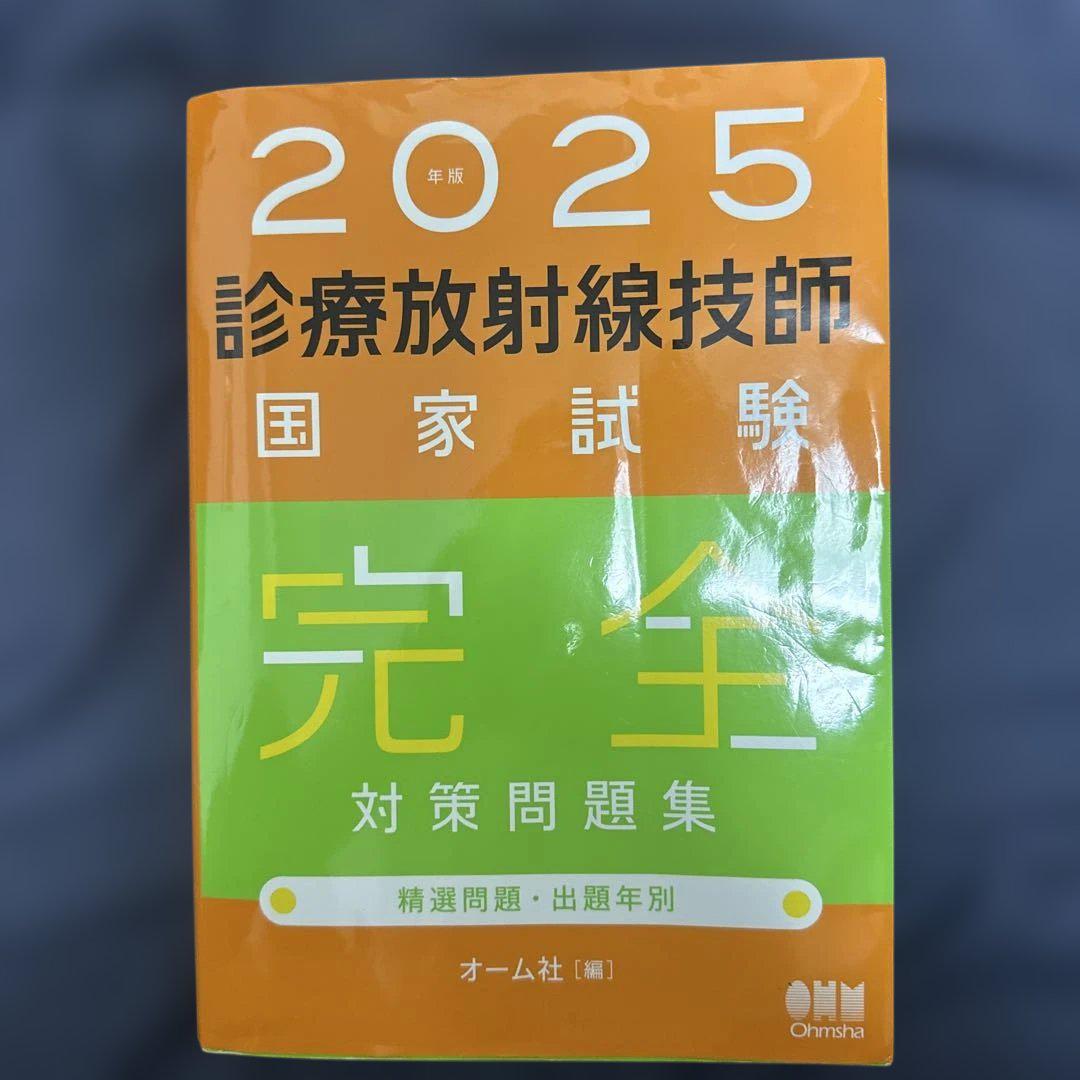 2025
年版
診療放射線技師
国家試験
完全
対策問題集
精選問題・出題年別
オーム社[編]
OHM
Ohmsha